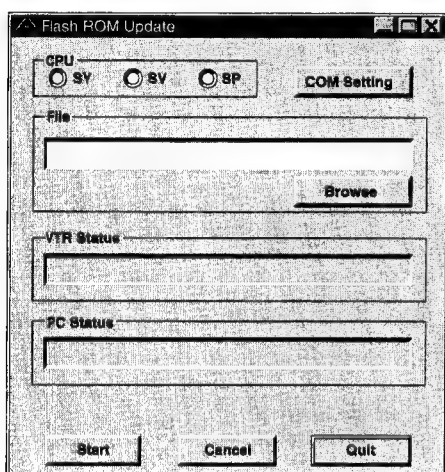 Flash ROM Update
CPU
SY SV SP
COM Setting
File
Browse
VTR Status
PC Status
Start Cancel Quit